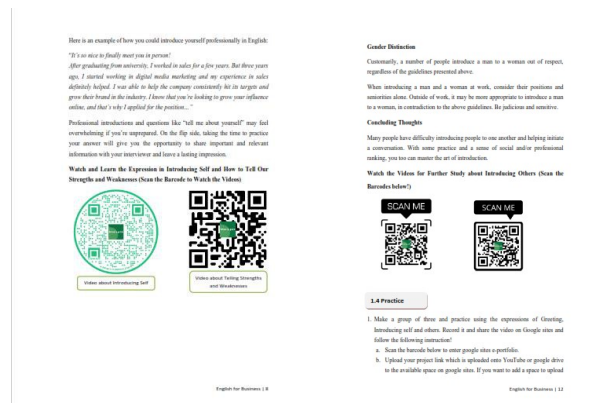 Here is an example of how you could introduce yourself professionally in English:
"It's so nice to finally meet you in person!
After graduating from university, I worked in sales for a few years. But three years
ago, I started working in digital media marketing and my experience in sales
definitely helped. I was able to help the company consistently hit its targets and
grow their brand in the industry. I know that you're looking to grow your influence
online, and that's why I applied for the position..."
Professional introductions and questions like "tell me about yourself" may feel
overwhelming if you're unprepared. On the flip side, taking the time to practice
your answer will give you the opportunity to share important and relevant
information with your interviewer and leave a lasting impression.
Watch and Learn the Expression in Introducing Self and How to Tell Our
Strengths and Weaknesses (Scan the Barcode to Watch the Videos)
Video about Introducing Self
Video about Telling Strengths
and Weaknesses
English for Business | 8
Gender Distinction
Customarily, a number of people introduce a man to a woman out of respect,
regardless of the guidelines presented above.
When introducing a man and a woman at work, consider their positions and
seniorities alone. Outside of work, it may be more appropriate to introduce a man
to a woman, in contradiction to the above guidelines. Be judicious and sensitive.
Concluding Thoughts
Many people have difficulty introducing people to one another and helping initiate
a conversation. With some practice and a sense of social and/or professional
ranking, you too can master the art of introduction.
Watch the Videos for Further Study about Introducing Others (Scan the
Barcodes below!)
SCAN ME
SCAN ME
1.4 Practice
1. Make a group of three and practice using the expressions of Greeting,
Introducing self and others. Record it and share the video on Google sites and
follow the following instruction!
a. Scan the barcode below to enter google sites e-portfolio.
b. Upload your project link which is uploaded onto YouTube or google drive
to the available space on google sites. If you want to add a space to upload
English for Business | 12